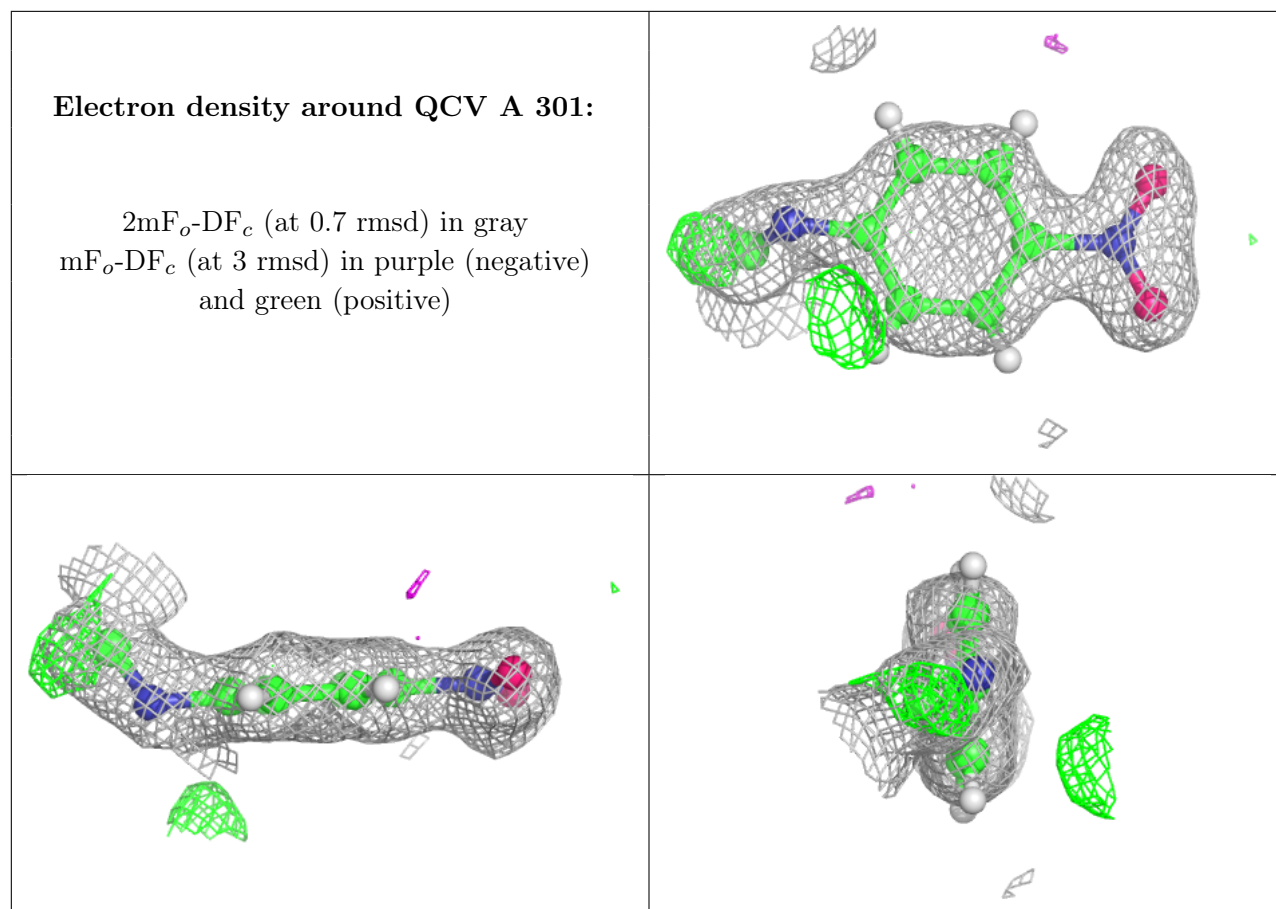 Electron density around QCV A 301:
2mFo-DFc (at 0.7 rmsd) in gray
mFo-DFc (at 3 rmsd) in purple (negative)
and green (positive)